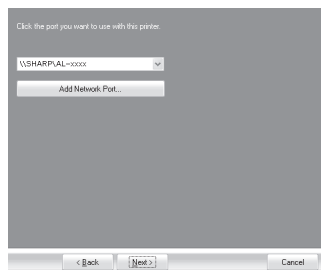 Click the port you want to use with this printer.
\\SHARP\AL-xxxx
Add Network Port...
< Back Next > Cancel